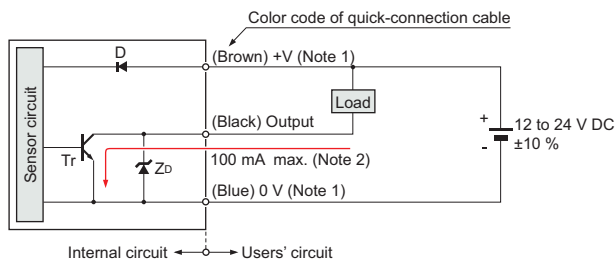 Color code of quick-connection cable
D
(Brown) +V (Note 1)
Sensor circuit
Load
(Black) Output
+
12 to 24 V DC
-
±10 %
Tr
ZD
100 mA max. (Note 2)
(Blue) 0 V (Note 1)
Internal circuit
Users' circuit